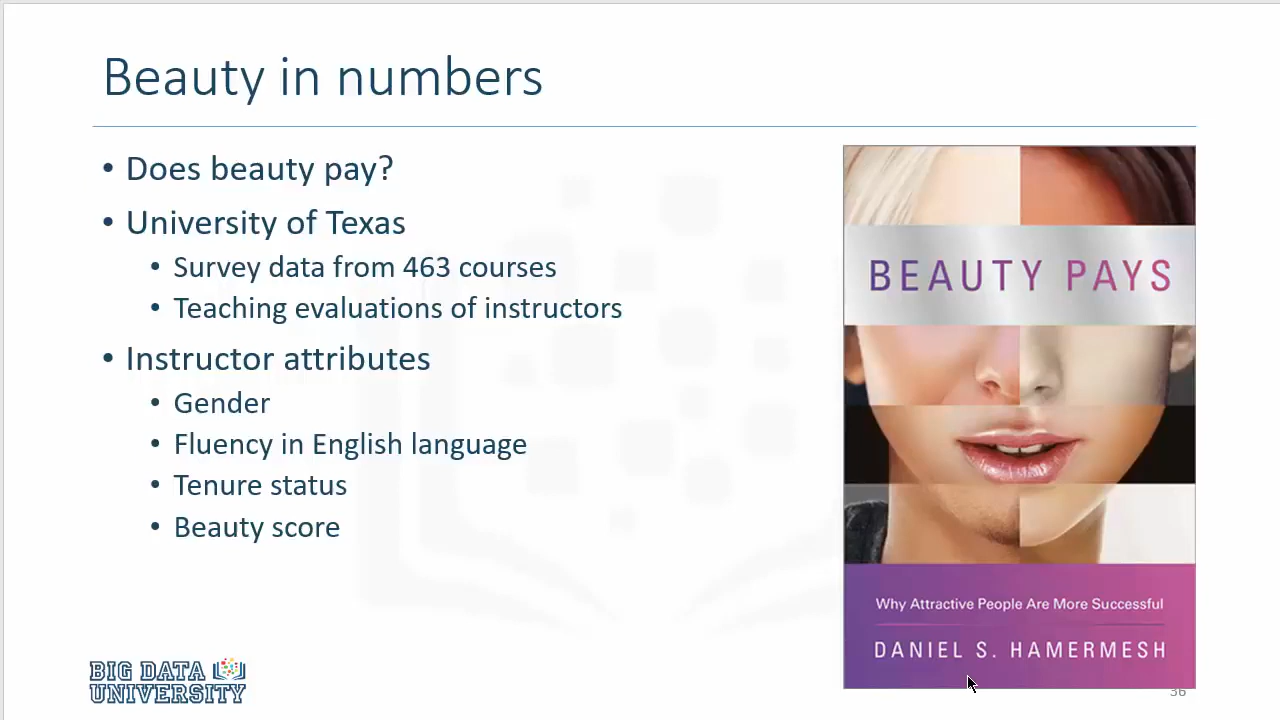 Beauty in numbers
• Does beauty pay?
• University of Texas
• Survey data from 463 courses
• Teaching evaluations of instructors
• Instructor attributes
• Gender
• Fluency in English language
• Tenure status
• Beauty score
BEAUTY PAYS
Why Attractive People Are More Successful
DANIEL S. HAMERMESH
BIG DATA
UNIVERSITY
36